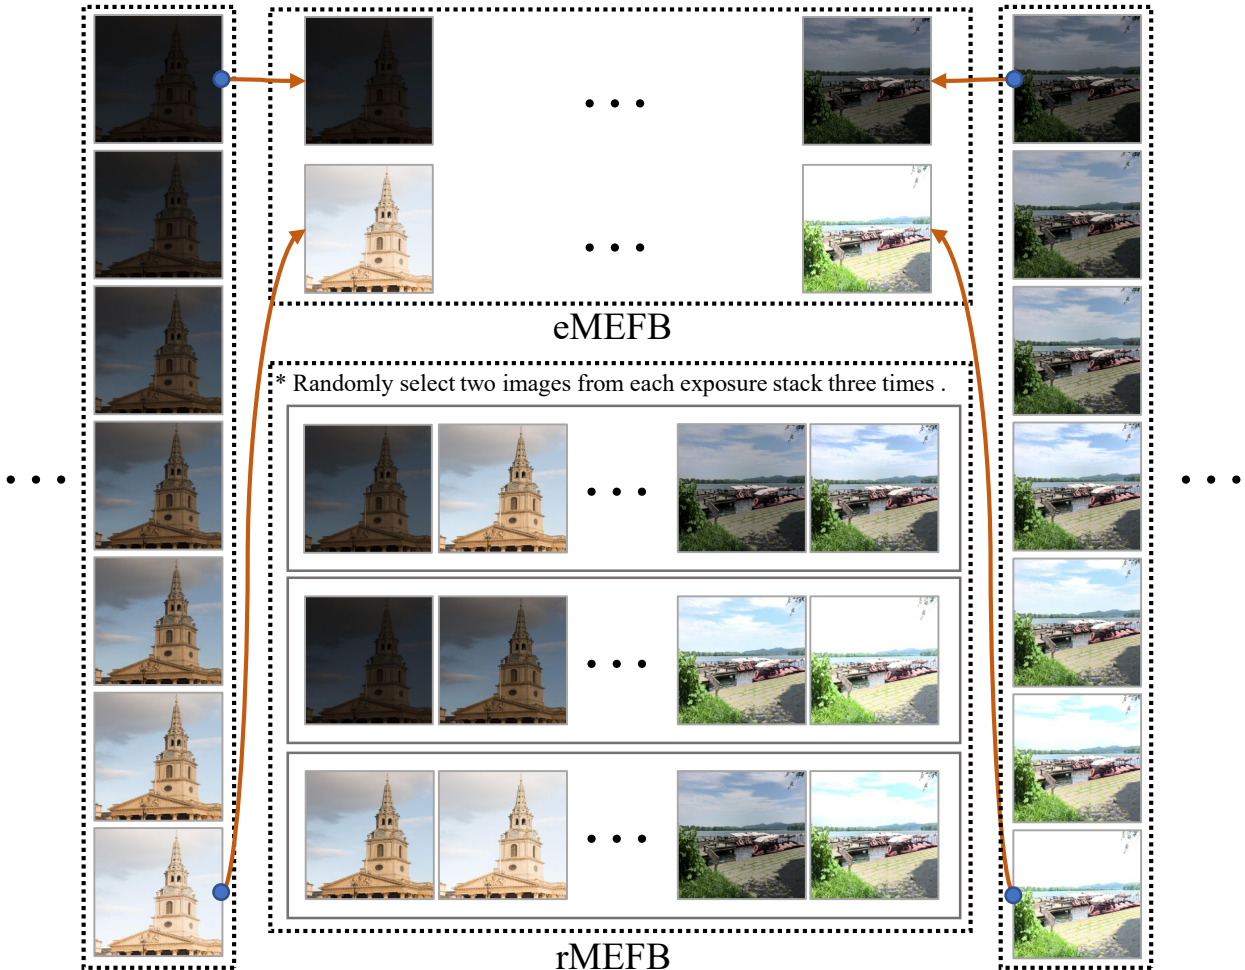 eMEFB
* Randomly select two images from each exposure stack three times .
rMEFB